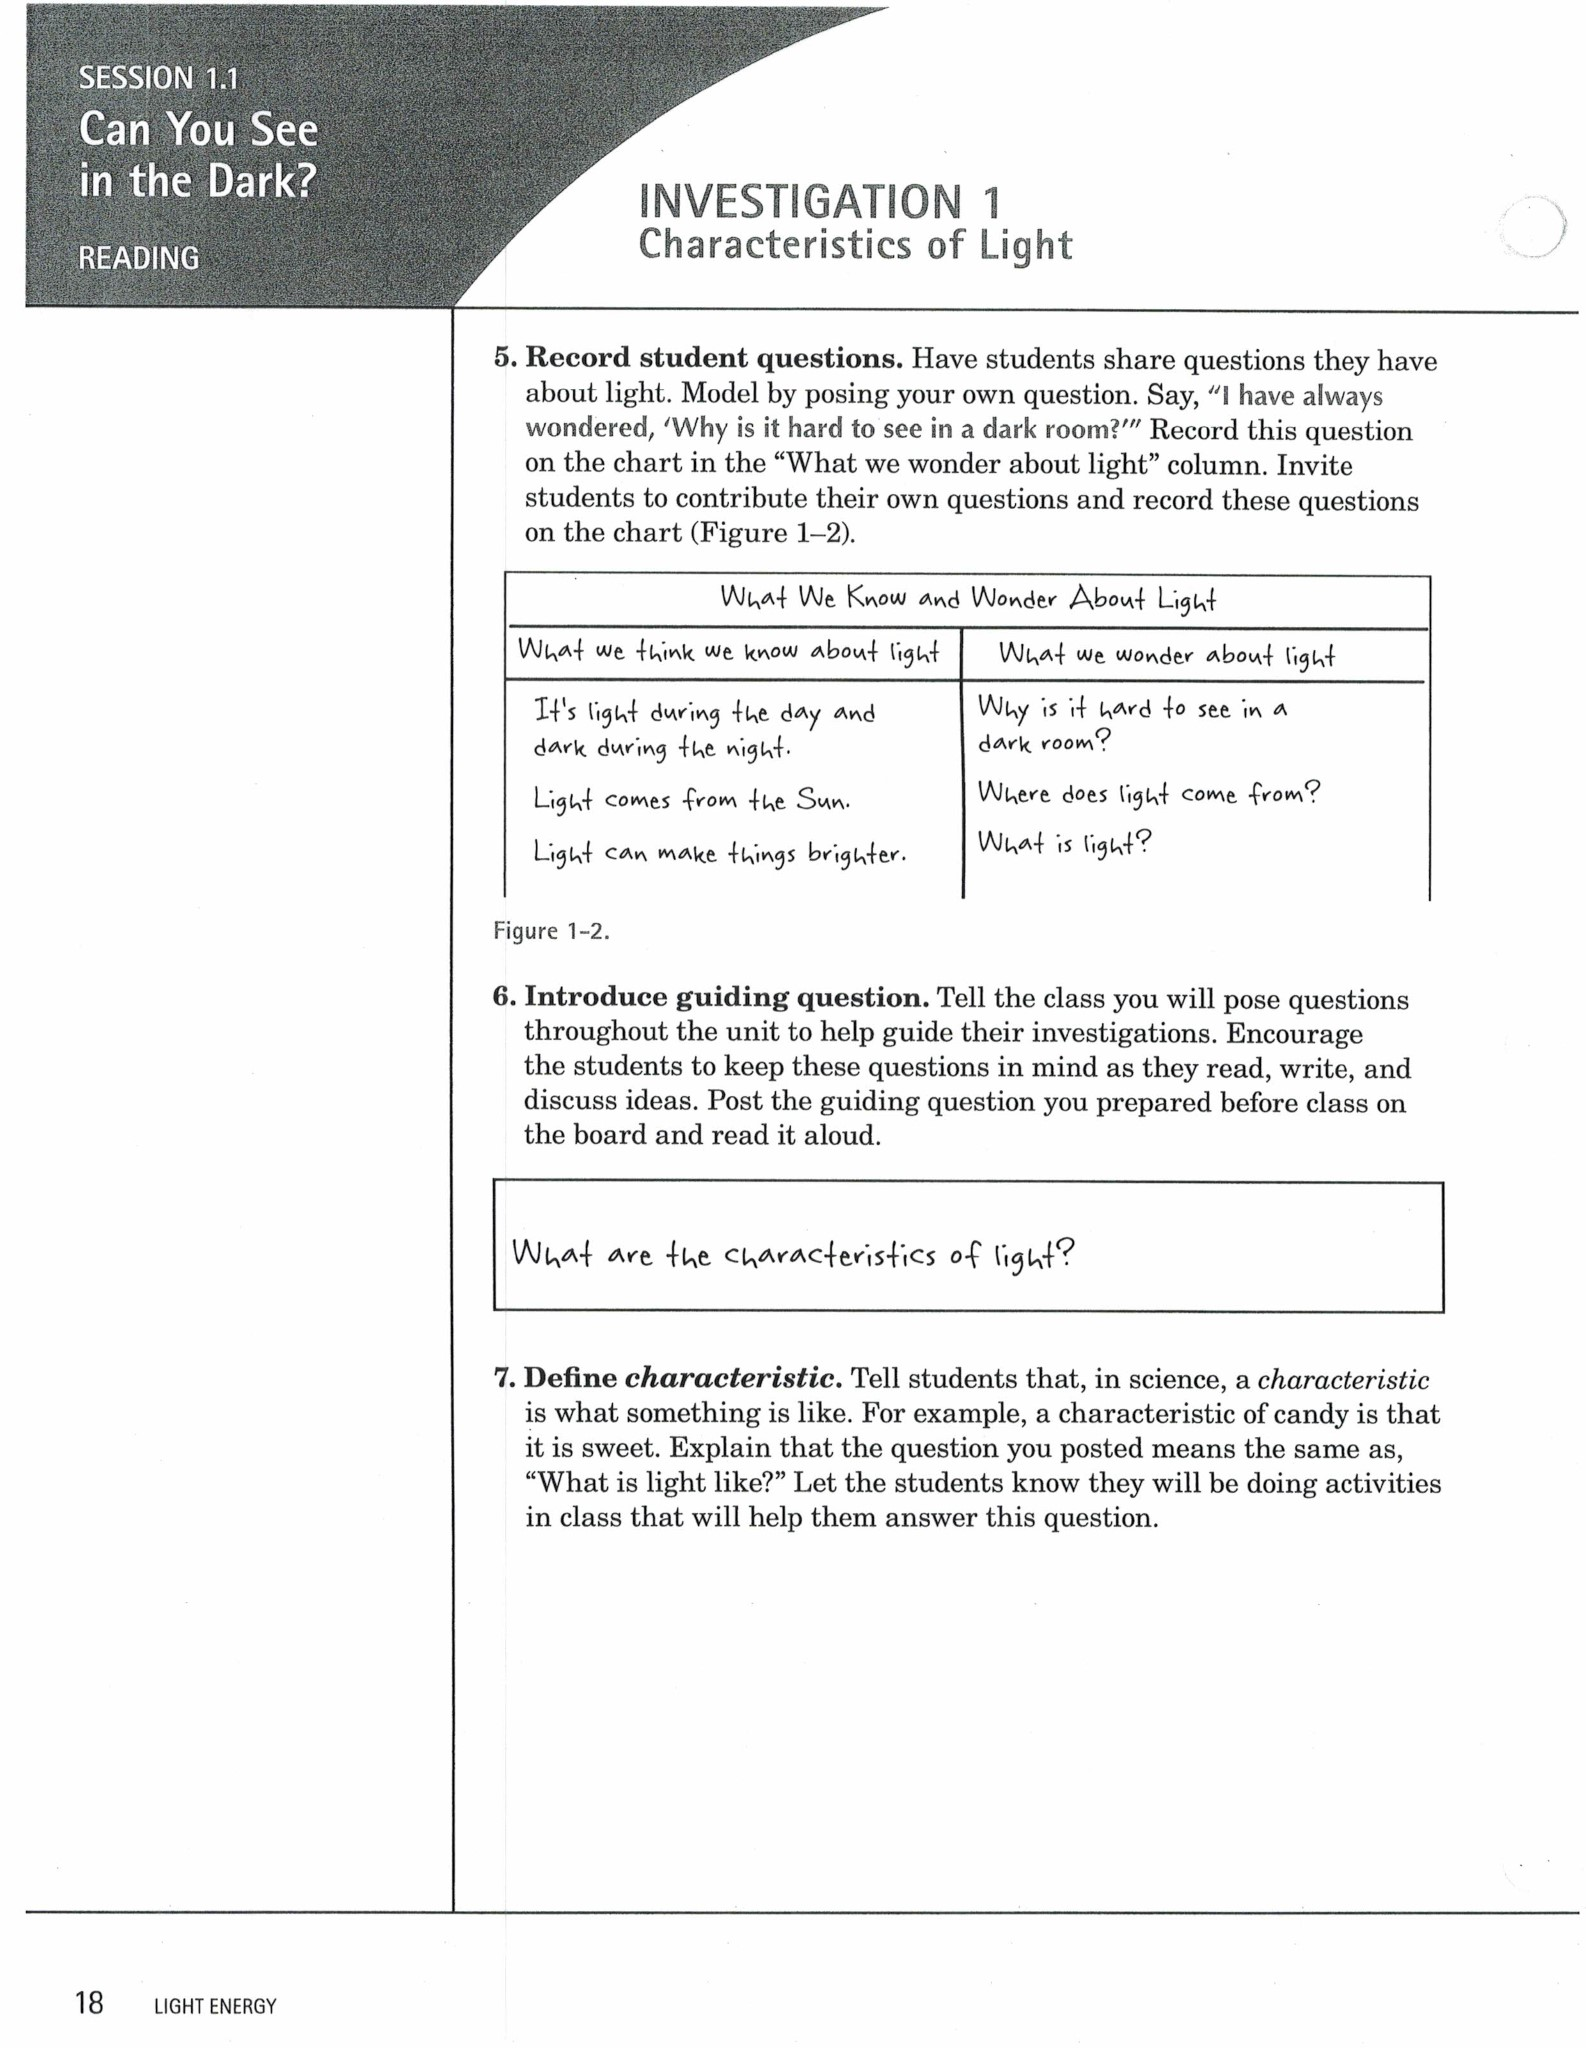 SESSION 1.1
Can You See
in the Dark?
READING
INVESTIGATION 1
Characteristics of Light
5. Record student questions. Have students share questions they have
about light. Model by posing your own question. Say, "I have always
wondered, 'Why is it hard to see in a dark room?'" Record this question
on the chart in the “What we wonder about light” column. Invite
students to contribute their own questions and record these questions
on the chart (Figure 1–2).
What We Know and Wonder About Light
What we think we know about light
It's light during the day and
dark during the night.
Light comes from the Sun.
Light can make things brighter.
What we wonder about light
Why is it hard to see in a
dark room?
Where does light come from?
What is light?
Figure 1–2.
6. Introduce guiding question. Tell the class you will pose questions
throughout the unit to help guide their investigations. Encourage
the students to keep these questions in mind as they read, write, and
discuss ideas. Post the guiding question you prepared before class on
the board and read it aloud.
What are the characteristics of light?
7. Define characteristic. Tell students that, in science, a characteristic
is what something is like. For example, a characteristic of candy is that
it is sweet. Explain that the question you posted means the same as,
“What is light like?” Let the students know they will be doing activities
in class that will help them answer this question.
18 LIGHT ENERGY